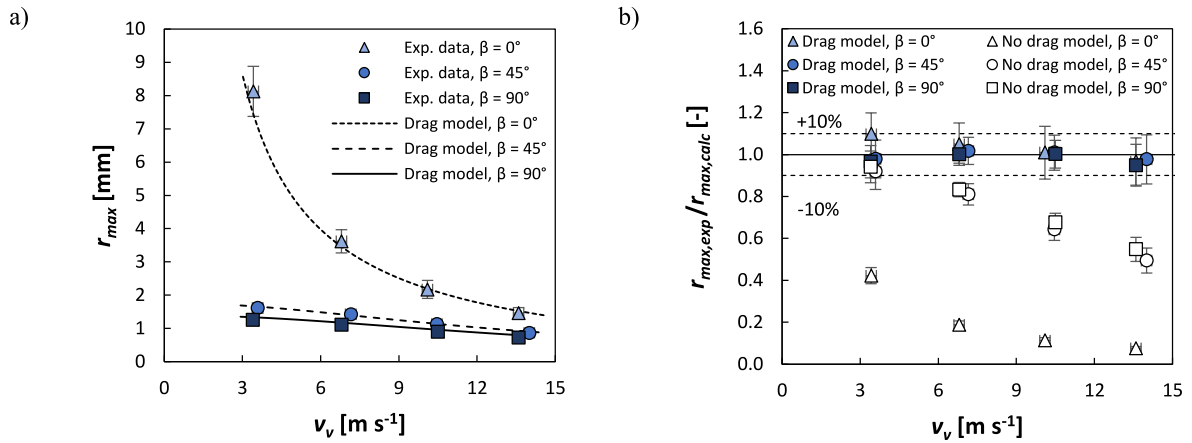 a)
10
9
8
7
6
5
4
3
2
1
0
r_max [mm]
Exp. data, β = 0°
Exp. data, β = 45°
Exp. data, β = 90°
Drag model, β = 0°
Drag model, β = 45°
Drag model, β = 90°
0 3 6 9 12 15
v_v [m s⁻¹]
b)
1.6
1.4
1.2
1.0
0.8
0.6
0.4
0.2
0.0
r_max,exp/r_max,calc [-]
Drag model, β = 0° No drag model, β = 0°
Drag model, β = 45° No drag model, β = 45°
Drag model, β = 90° No drag model, β = 90°
+10%
-10%
0 3 6 9 12 15
v_v [m s⁻¹]